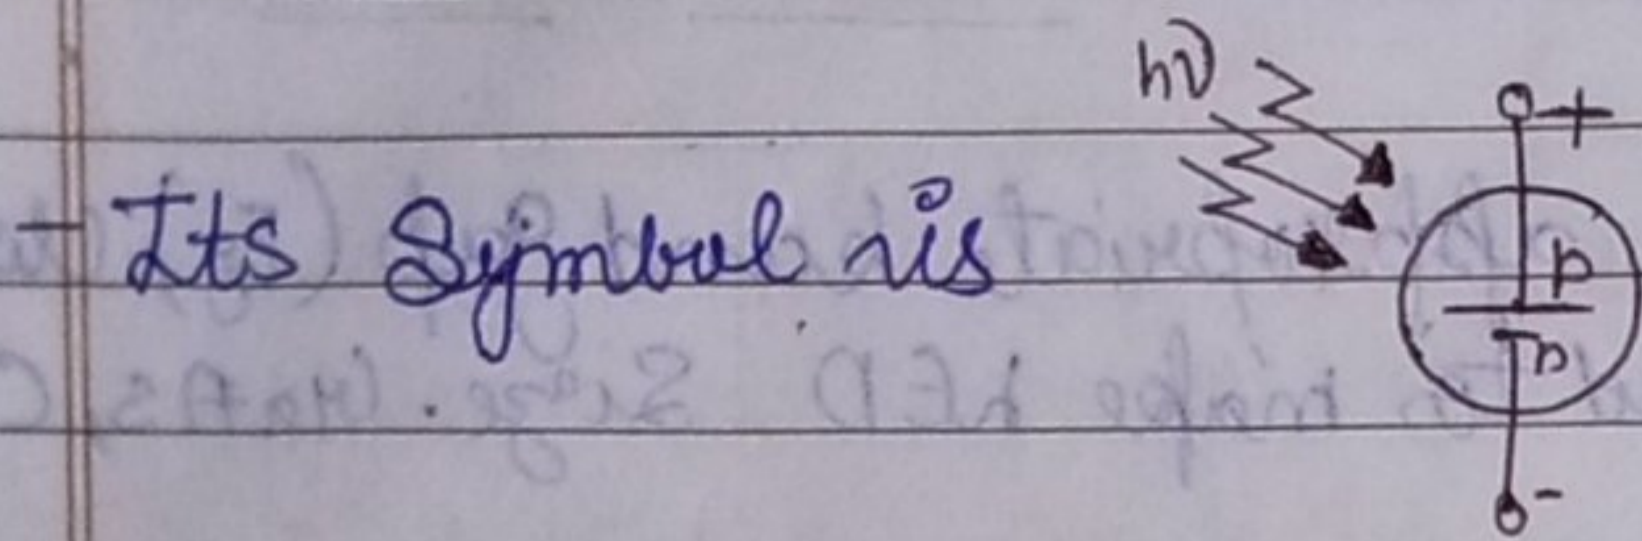 hν
+
- Its Symbol is
p
n
-